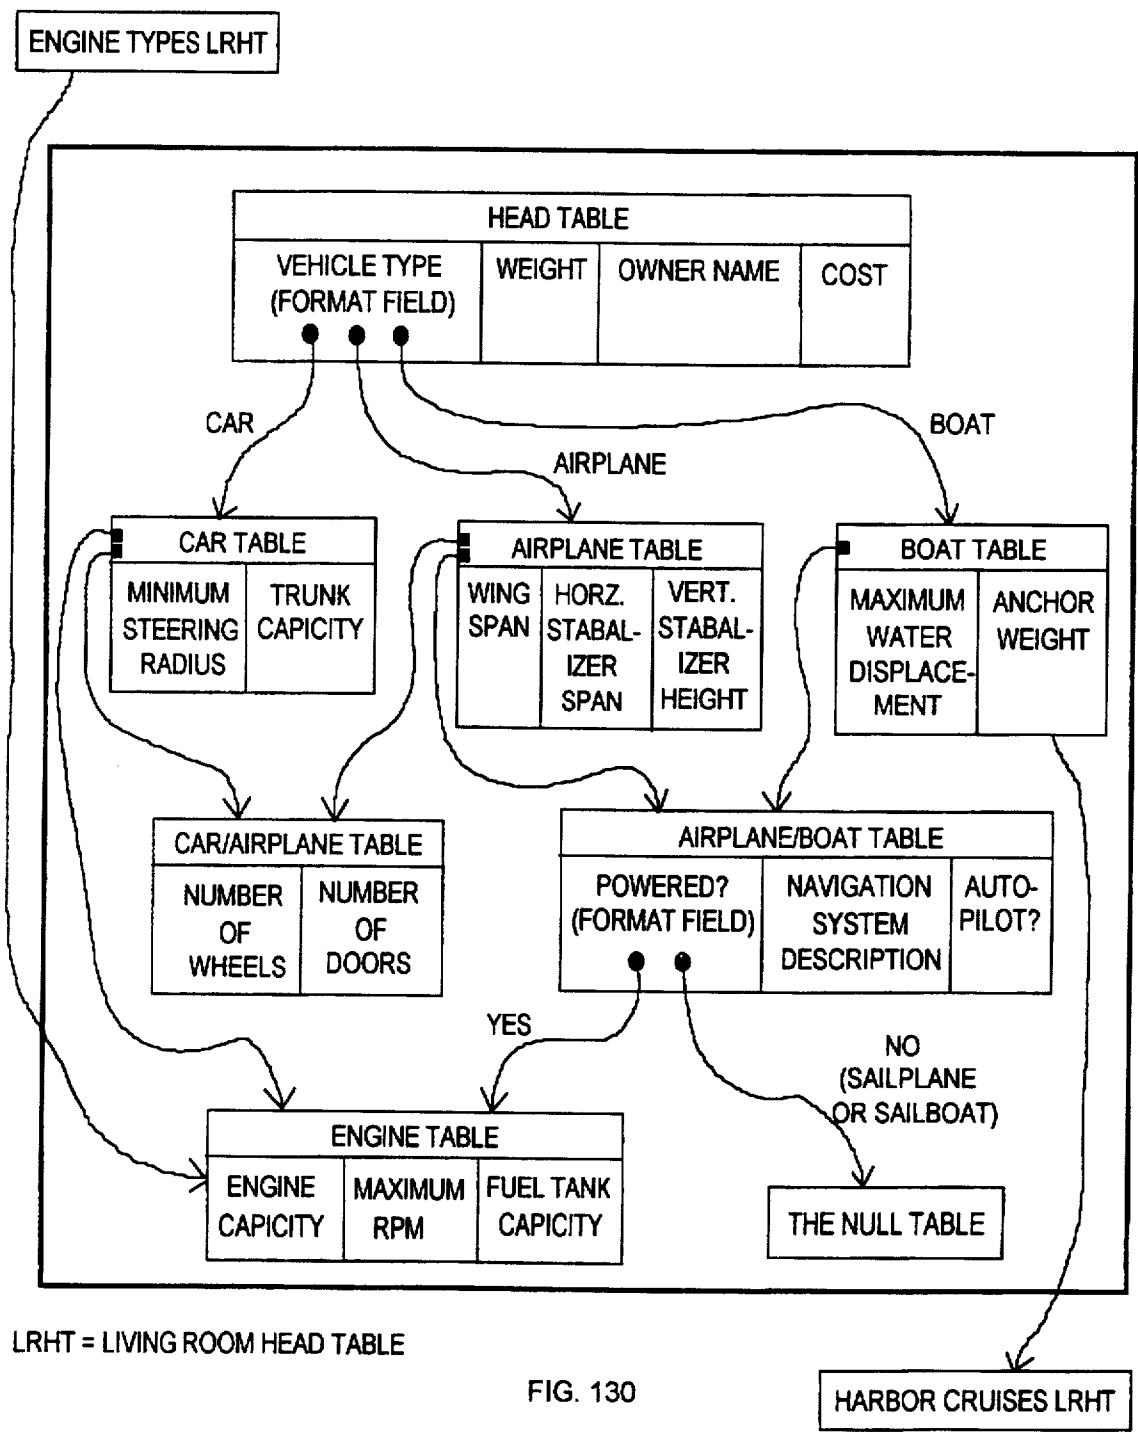 ENGINE TYPES LRHT
HEAD TABLE
VEHICLE TYPE
(FORMAT FIELD)
WEIGHT
OWNER NAME
COST
CAR
AIRPLANE
BOAT
CAR TABLE
MINIMUM
STEERING
RADIUS
TRUNK
CAPICITY
AIRPLANE TABLE
WING
SPAN
HORZ.
STABAL-
IZER
SPAN
VERT.
STABAL-
IZER
HEIGHT
BOAT TABLE
MAXIMUM
WATER
DISPLACE-
MENT
ANCHOR
WEIGHT
CAR/AIRPLANE TABLE
NUMBER
OF
WHEELS
NUMBER
OF
DOORS
AIRPLANE/BOAT TABLE
POWERED?
(FORMAT FIELD)
NAVIGATION
SYSTEM
DESCRIPTION
AUTO-
PILOT?
YES
NO
(SAILPLANE
OR SAILBOAT)
ENGINE TABLE
ENGINE
CAPICITY
MAXIMUM
RPM
FUEL TANK
CAPICITY
THE NULL TABLE
LRHT = LIVING ROOM HEAD TABLE
FIG. 130
HARBOR CRUISES LRHT